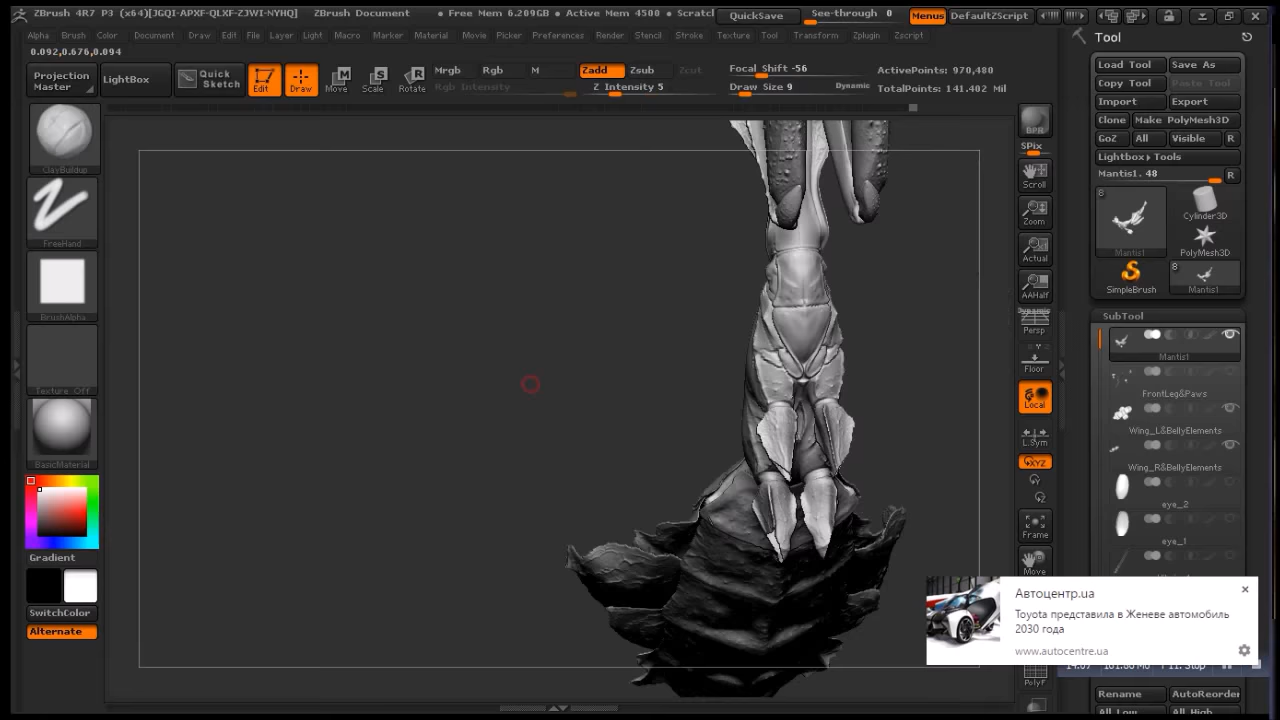 ZBrush 4R7 P3 (x64)[JGQI-APXF-QLXF-ZJWI-NYHQ]
ZBrush Document
• Free Mem 6.209GB • Active Mem 4500 • Scratcl
QuickSave
See-through 0
Menus
DefaultZScript
Alpha Brush Color Document Draw Edit File Layer Light Macro Marker Material Movie Picker Preferences Render Stencil Stroke Texture Tool Transform Zplugin Zscript
0.092,0.676,0.094
Projection
Master
LightBox
Quick
Sketch
Edit
Draw
Move
Scale
Rotate
Mrgb
Rgb
M
Rgb Intensity
Zadd
Zsub
Zcut
Z Intensity 5
Focal Shift -56
Draw Size 9
Dynamic
ActivePoints: 970,480
TotalPoints: 141.402 Mil
ClayBuildup
FreeHand
BrushAlpha
Texture Off
BasicMaterial
Gradient
SwitchColor
Alternate
BPR
SPix
Scroll
Zoom
Actual
AAHalf
Dynamic
Persp
Floor
Local
L.Sym
XYZ
Frame
Move
PolyF
Tool
Load Tool
Save As
Copy Tool
Paste Tool
Import
Export
Clone
Make PolyMesh3D
GoZ
All
Visible
R
Lightbox▸Tools
Mantis1. 48
R
8
Mantis1
Cylinder3D
PolyMesh3D
SimpleBrush
8
Mantis1
SubTool
Mantis1
FrontLeg&Paws
Wing_L&BellyElements
Wing_R&BellyElements
eye_2
eye_1
Автоцентр.ua
Toyota представила в Женеве автомобиль
2030 года
www.autocentre.ua
Rename
AutoReorder
All Low
All High